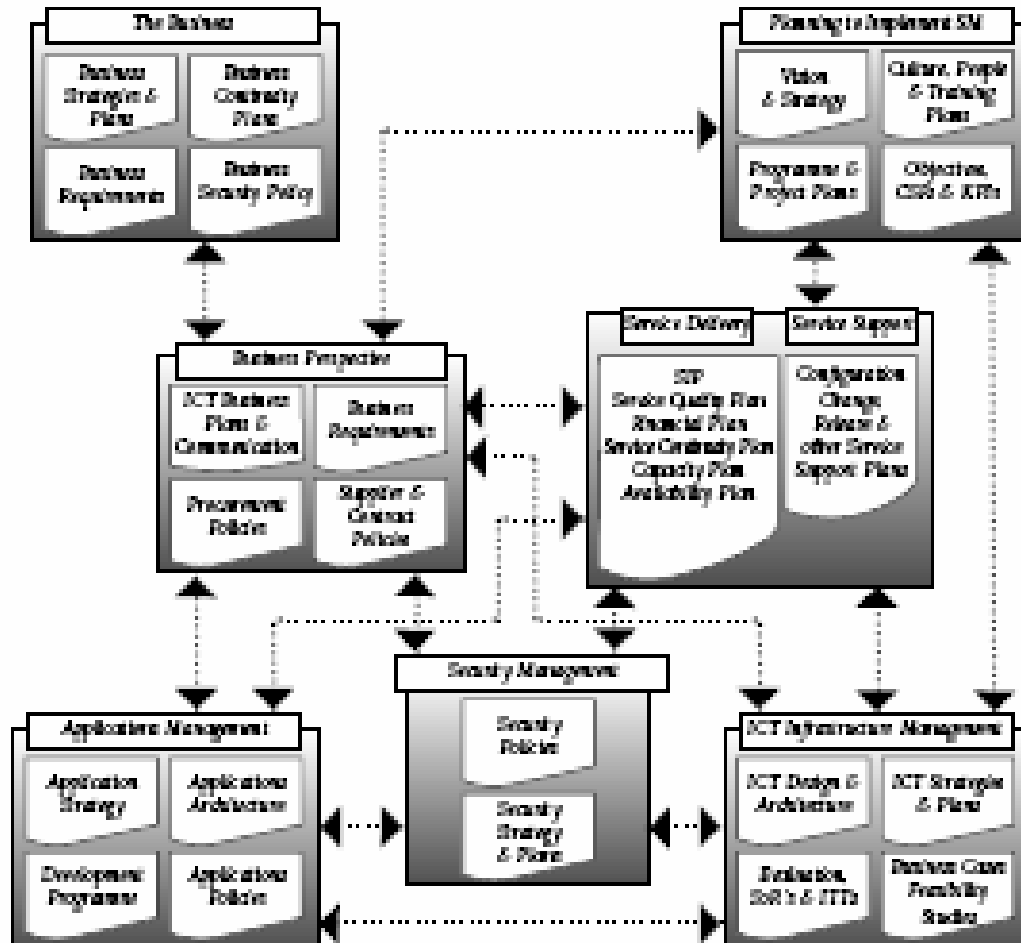 The Business
Business
Strategies &
Plans
Business
Continuity
Plans
Business
Requirements
Business
Security Policy
Planning to Implement SM
Vision
& Strategy
Culture, People
& Training
Plans
Programme &
Project Plans
Objectives,
CSFs & KPIs
Business Perspective
ICT Business
Plans &
Communication
Business
Requirements
Procurement
Policies
Supplier &
Contract
Policies
Service Delivery
Service Quality Plan
Financial Plan
Service Continuity Plan
Capacity Plan
Availability Plan
Service Support
Configuration
Change,
Release &
other Service
Support Plans
Security Management
Security
Policies
Security
Strategy
& Plans
Applications Management
Application
Strategy
Applications
Architecture
Development
Programme
Applications
Policies
ICT Infrastructure Management
ICT Design &
Architecture
ICT Strategies
& Plans
Evaluation,
SoR's & ITTs
Business Cases
Feasibility
Studies